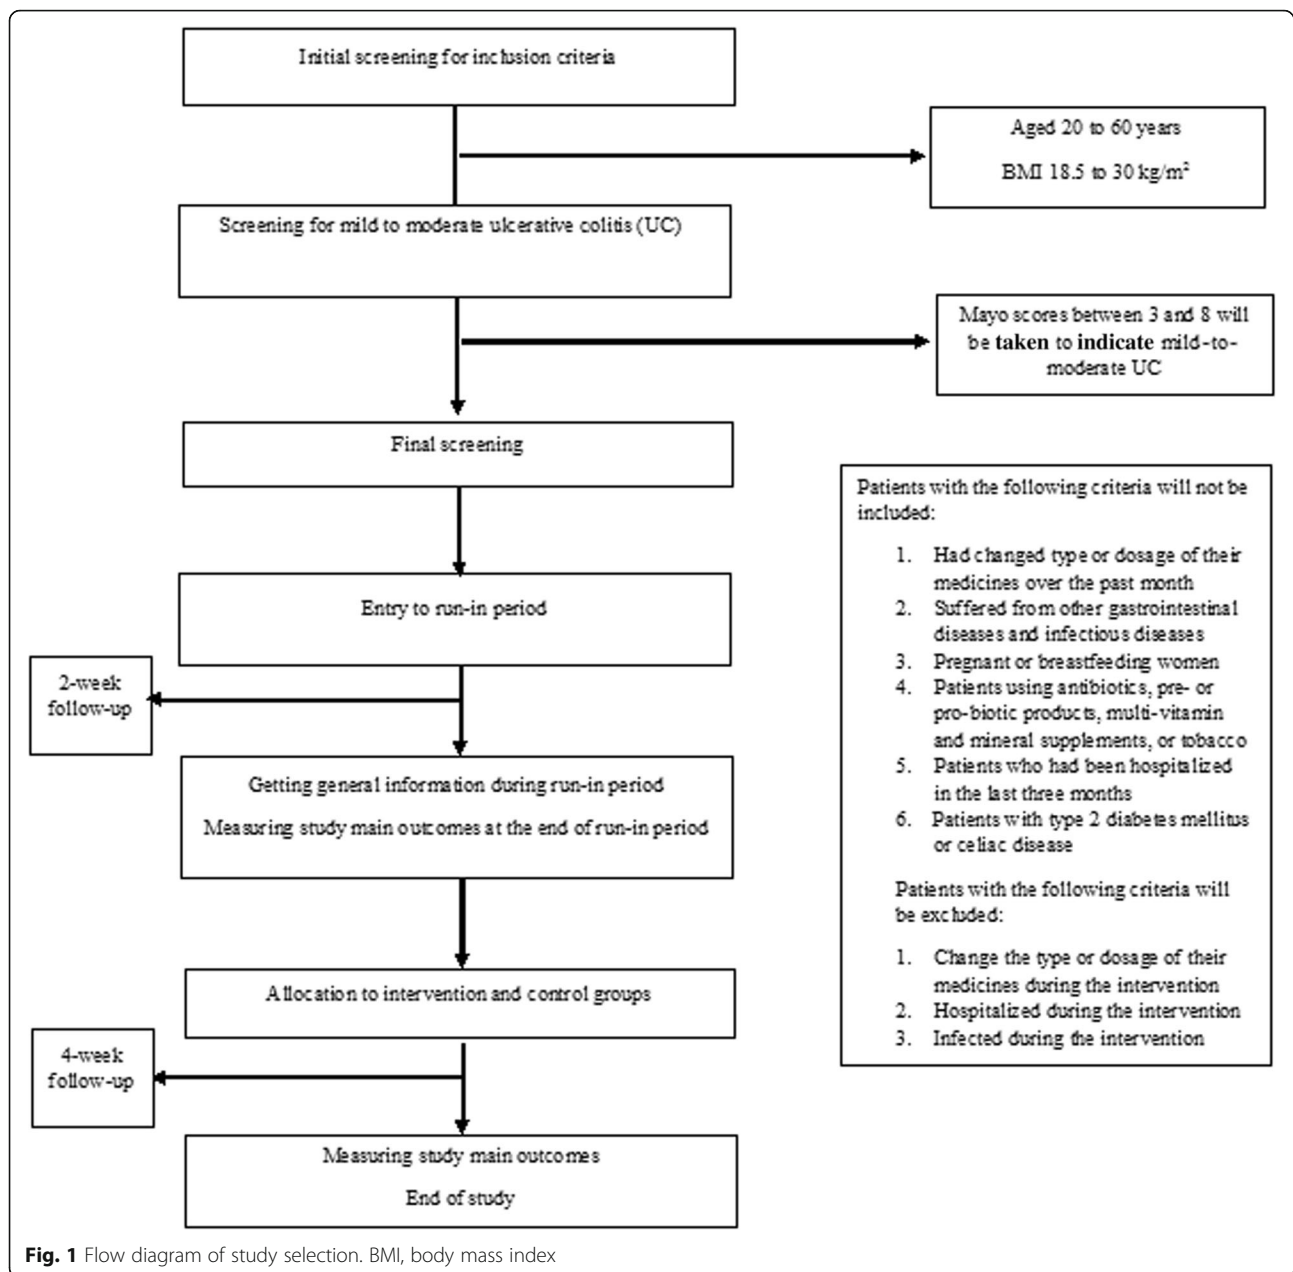 Initial screening for inclusion criteria
Aged 20 to 60 years
BMI 18.5 to 30 kg/m²
Screening for mild to moderate ulcerative colitis (UC)
Mayo scores between 3 and 8 will
be taken to indicate mild-to-
moderate UC
Final screening
Patients with the following criteria will not be
included:
1. Had changed type or dosage of their
medicines over the past month
2. Suffered from other gastrointestinal
diseases and infectious diseases
3. Pregnant or breastfeeding women
4. Patients using antibiotics, pre- or
pro-biotic products, multi-vitamin
and mineral supplements, or tobacco
5. Patients who had been hospitalized
in the last three months
6. Patients with type 2 diabetes mellitus
or celiac disease
Patients with the following criteria will
be excluded:
1. Change the type or dosage of their
medicines during the intervention
2. Hospitalized during the intervention
3. Infected during the intervention
Entry to run-in period
2-week
follow-up
Getting general information during run-in period
Measuring study main outcomes at the end of run-in period
Allocation to intervention and control groups
4-week
follow-up
Measuring study main outcomes
End of study
Fig. 1 Flow diagram of study selection. BMI, body mass index